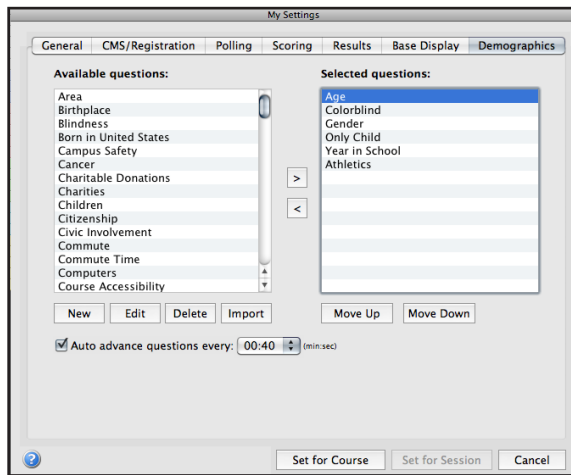 My Settings
General CMS/Registration Polling Scoring Results Base Display Demographics
Available questions:
Area
Birthplace
Blindness
Born in United States
Campus Safety
Cancer
Charitable Donations
Charities
Children
Citizenship
Civic Involvement
Commute
Commute Time
Computers
Course Accessibility
>
<
Selected questions:
Age
Colorblind
Gender
Only Child
Year in School
Athletics
New Edit Delete Import Move Up Move Down
Auto advance questions every: 00:40 (min:sec)
? Set for Course Set for Session Cancel